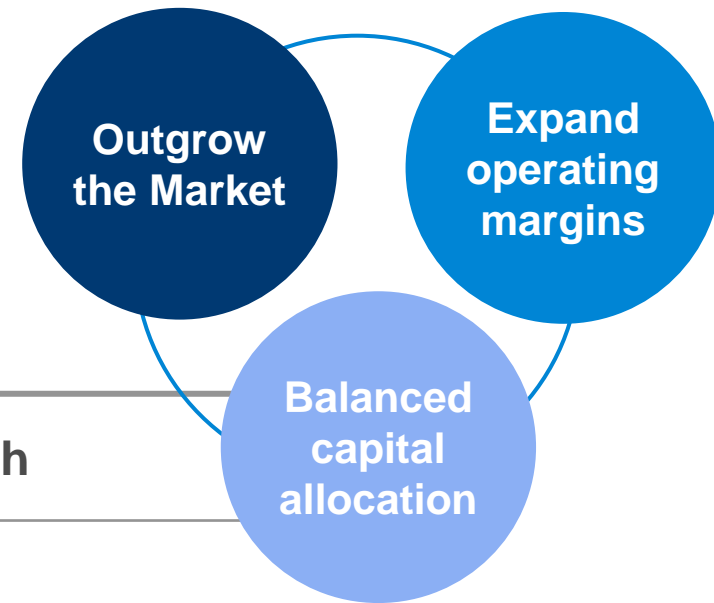 Outgrow
the Market
Expand
operating
margins
Balanced
capital
allocation
h